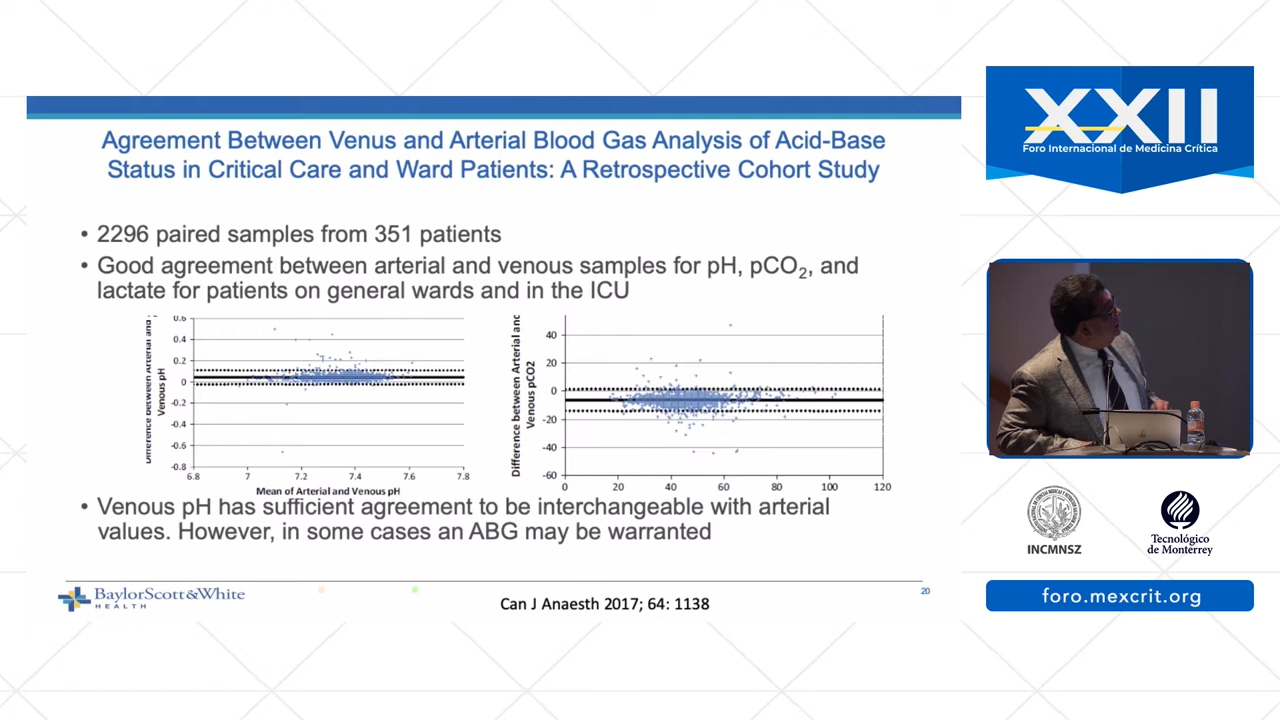 Agreement Between Venus and Arterial Blood Gas Analysis of Acid-Base
Status in Critical Care and Ward Patients: A Retrospective Cohort Study
• 2296 paired samples from 351 patients
• Good agreement between arterial and venous samples for pH, pCO2, and
lactate for patients on general wards and in the ICU
Difference between Arterial and
Venous pH
0.6
0.4
0.2
0
-0.2
-0.4
-0.6
-0.8
6.8 7 7.2 7.4 7.6 7.8
Mean of Arterial and Venous pH
Difference between Arterial and
Venous pCO2
40
20
0
-20
-40
-60
0 20 40 60 80 100 120
• Venous pH has sufficient agreement to be interchangeable with arterial
values. However, in some cases an ABG may be warranted
BaylorScott&White
HEALTH
Can J Anaesth 2017; 64: 1138
20
XXII
Foro Internacional de Medicina Crítica
INCMNSZ
Tecnológico
de Monterrey
foro.mexcrit.org